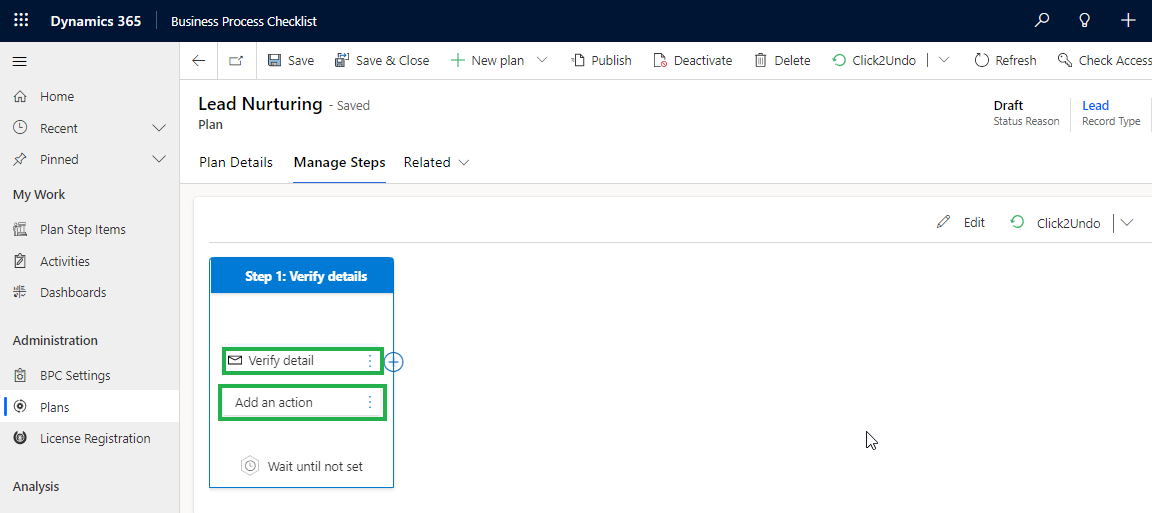 Dynamics 365 Business Process Checklist
Save Save & Close New plan Publish Deactivate Delete Click2Undo Refresh Check Access
Home
Recent
Pinned
My Work
Plan Step Items
Activities
Dashboards
Administration
BPC Settings
Plans
License Registration
Analysis
Lead Nurturing - Saved
Plan
Draft
Status Reason
Lead
Record Type
Plan Details Manage Steps Related
Edit Click2Undo
Step 1: Verify details
Verify detail
Add an action
Wait until not set